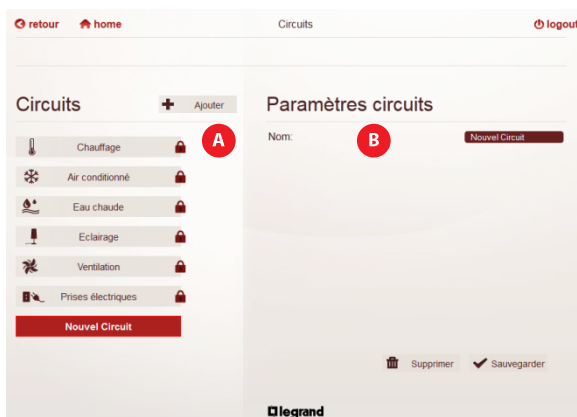 retour
home
Circuits
logout
Circuits
Ajouter
A
Chauffage
Air conditionné
Eau chaude
Eclairage
Ventilation
Prises électriques
Nouvel Circuit
Paramètres circuits
Nom:
B
Nouvel Circuit
Supprimer
Sauvegarder
legrand